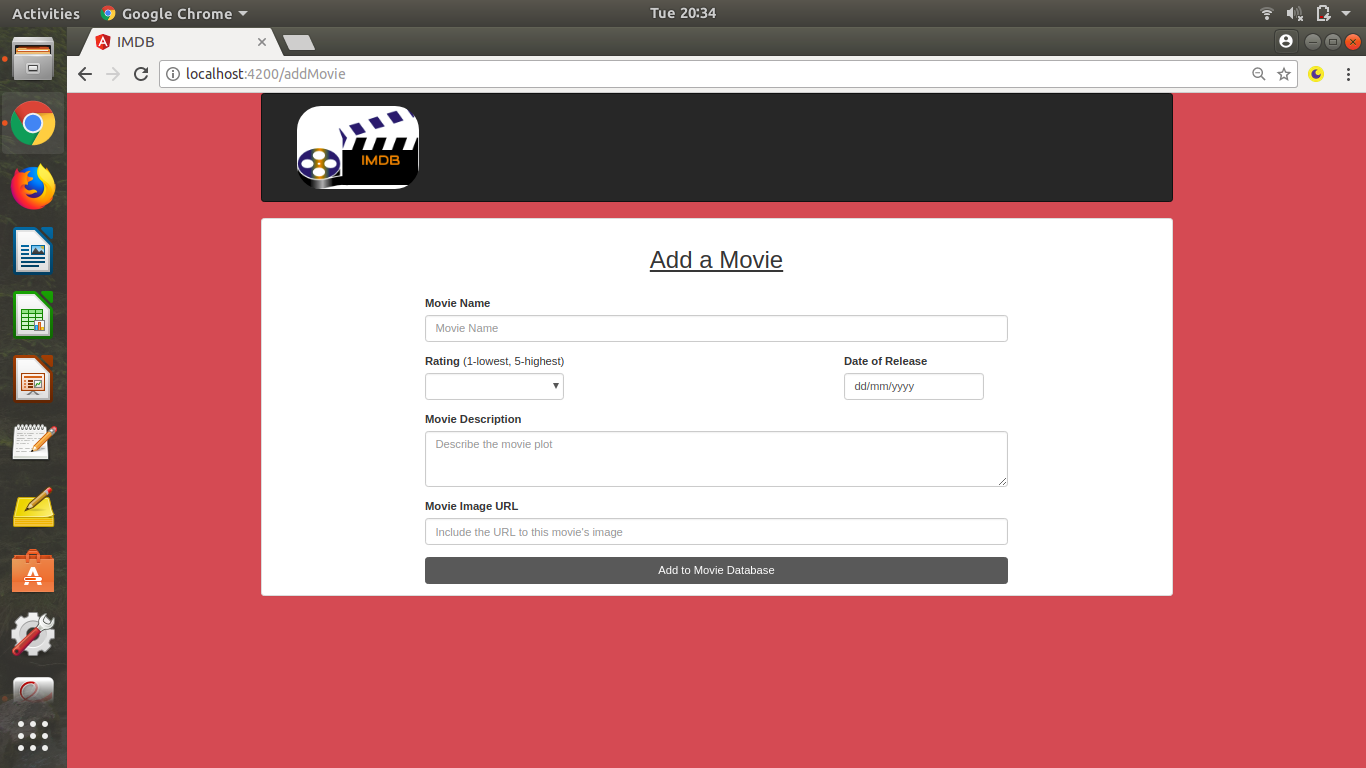 Activities Google Chrome Tue 20:34
IMDB
localhost:4200/addMovie
IMDB
Add a Movie
Movie Name
Movie Name
Rating (1-lowest, 5-highest) Date of Release
dd/mm/yyyy
Movie Description
Describe the movie plot
Movie Image URL
Include the URL to this movie's image
Add to Movie Database